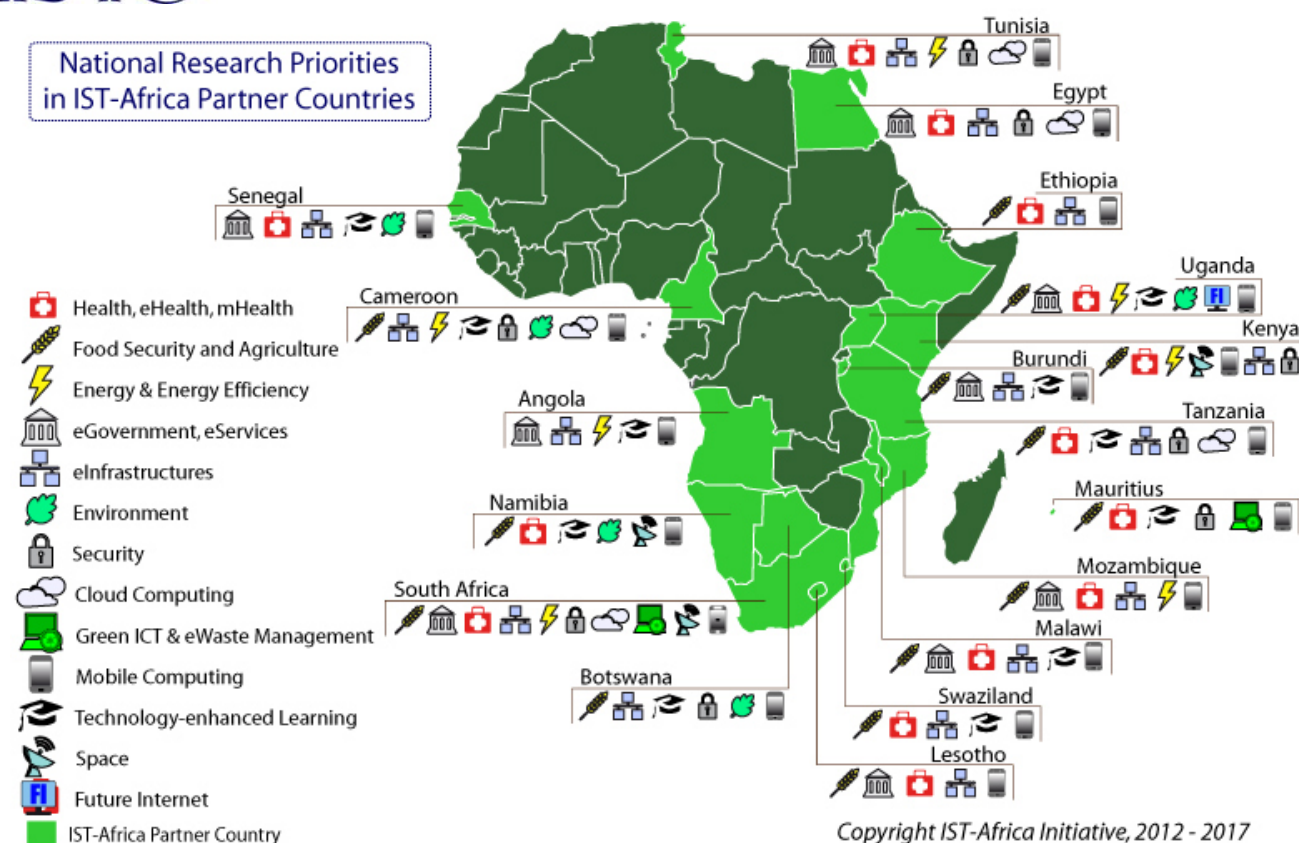 National Research Priorities
in IST-Africa Partner Countries
Tunisia
Egypt
Ethiopia
Senegal
Uganda
Cameroon
Kenya
Burundi
Angola
Tanzania
Namibia
Mauritius
South Africa
Mozambique
Malawi
Botswana
Swaziland
Lesotho
FI
Health, eHealth, mHealth
Food Security and Agriculture
Energy & Energy Efficiency
eGovernment, eServices
eInfrastructures
Environment
Security
Cloud Computing
Green ICT & eWaste Management
Mobile Computing
Technology-enhanced Learning
Space
FI
Future Internet
IST-Africa Partner Country
Copyright IST-Africa Initiative, 2012 - 2017